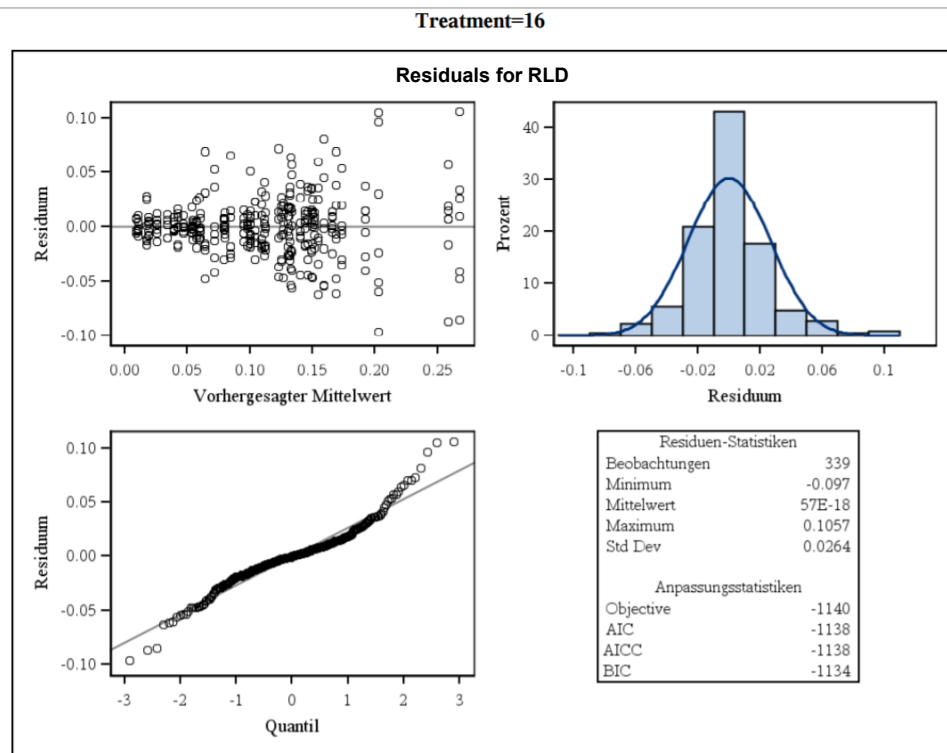 Treatment=16
Residuals for RLD
Residuum
0.10
0.05
0.00
-0.05
-0.10
0.00 0.05 0.10 0.15 0.20 0.25
Vorhergesagter Mittelwert
Prozent
40
30
20
10
0
-0.1 -0.06 -0.02 0.02 0.06 0.1
Residuum
Residuum
0.10
0.05
0.00
-0.05
-0.10
-3 -2 -1 0 1 2 3
Quantil
Residuen-Statistiken
Beobachtungen 339
Minimum -0.097
Mittelwert 57E-18
Maximum 0.1057
Std Dev 0.0264
Anpassungsstatistiken
Objective -1140
AIC -1138
AICC -1138
BIC -1134